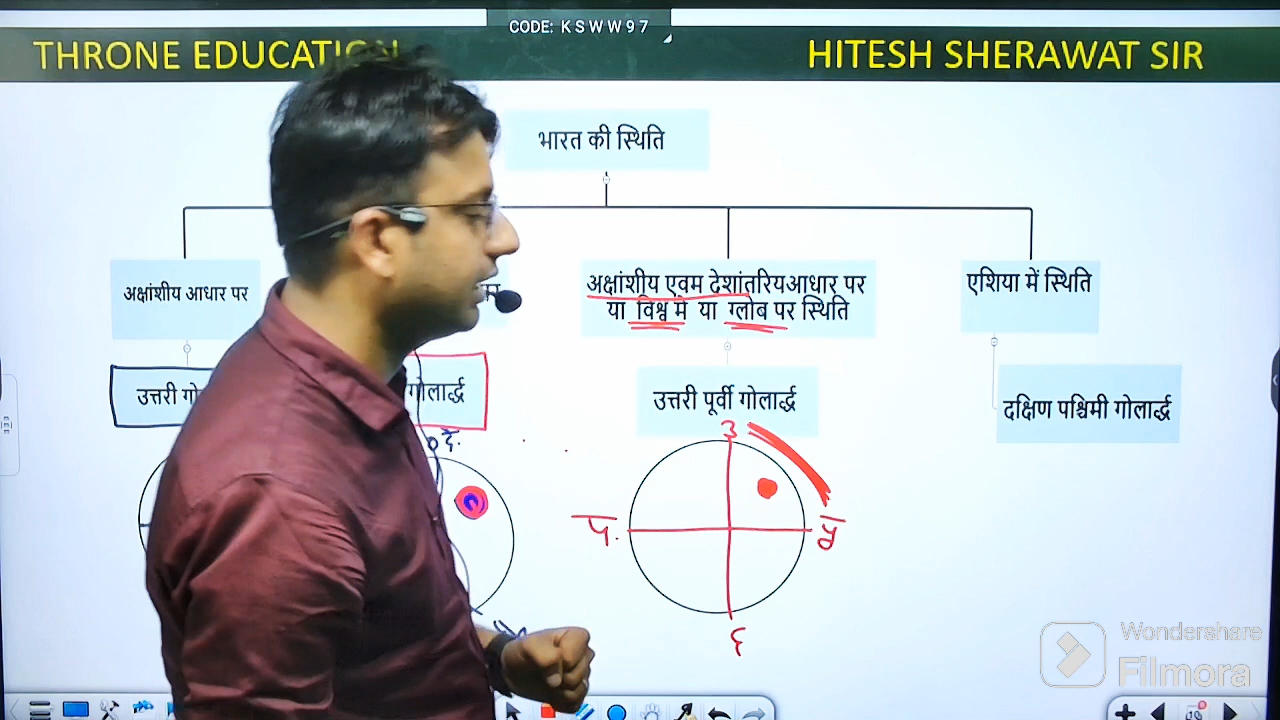 CODE: K S W W 9 7
THRONE EDUCATION
HITESH SHERAWAT SIR
भारत की स्थिति
अक्षांशीय आधार पर
अक्षांशीय एवम देशांतरियआधार पर
या विश्व मे या ग्लोब पर स्थिति
एशिया में स्थिति
उत्तरी
गोलार्द्ध
उत्तरी पूर्वी गोलार्द्ध
दक्षिण पश्चिमी गोलार्द्ध
उ
प.
पू
द
Wondershare
Filmora